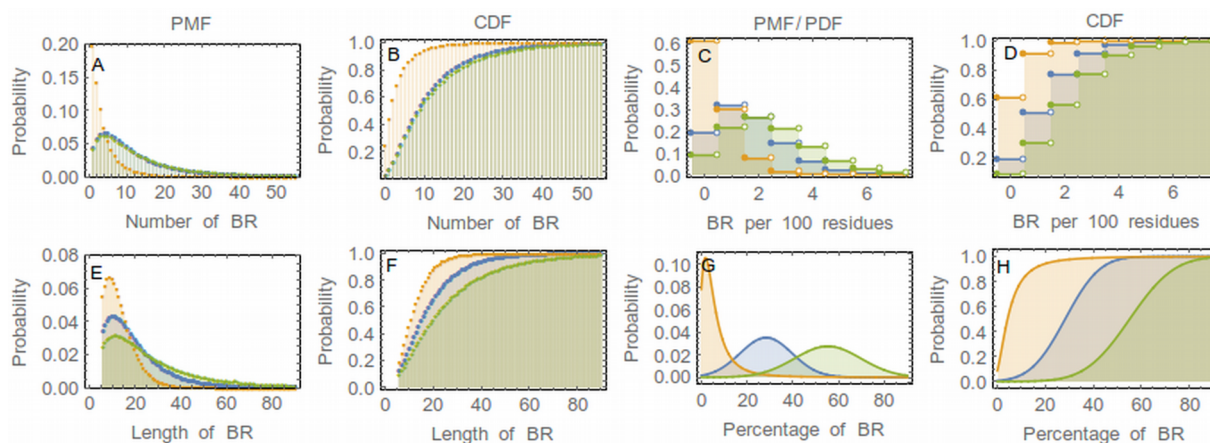 PMF
CDF
PMF/PDF
CDF
A
Probability
0.20
0.15
0.10
0.05
0.00
0 10 20 30 40 50
Number of BR
B
Probability
1.0
0.8
0.6
0.4
0.2
0.0
0 10 20 30 40 50
Number of BR
C
Probability
0.6
0.5
0.4
0.3
0.2
0.1
0.0
0 2 4 6
BR per 100 residues
D
Probability
1.0
0.8
0.6
0.4
0.2
0 2 4 6
BR per 100 residues
E
Probability
0.08
0.06
0.04
0.02
0.00
0 20 40 60 80
Length of BR
F
Probability
1.0
0.8
0.6
0.4
0.2
0.0
0 20 40 60 80
Length of BR
G
Probability
0.10
0.08
0.06
0.04
0.02
0.00
0 20 40 60 80
Percentage of BR
H
Probability
1.0
0.8
0.6
0.4
0.2
0.0
0 20 40 60 80
Percentage of BR